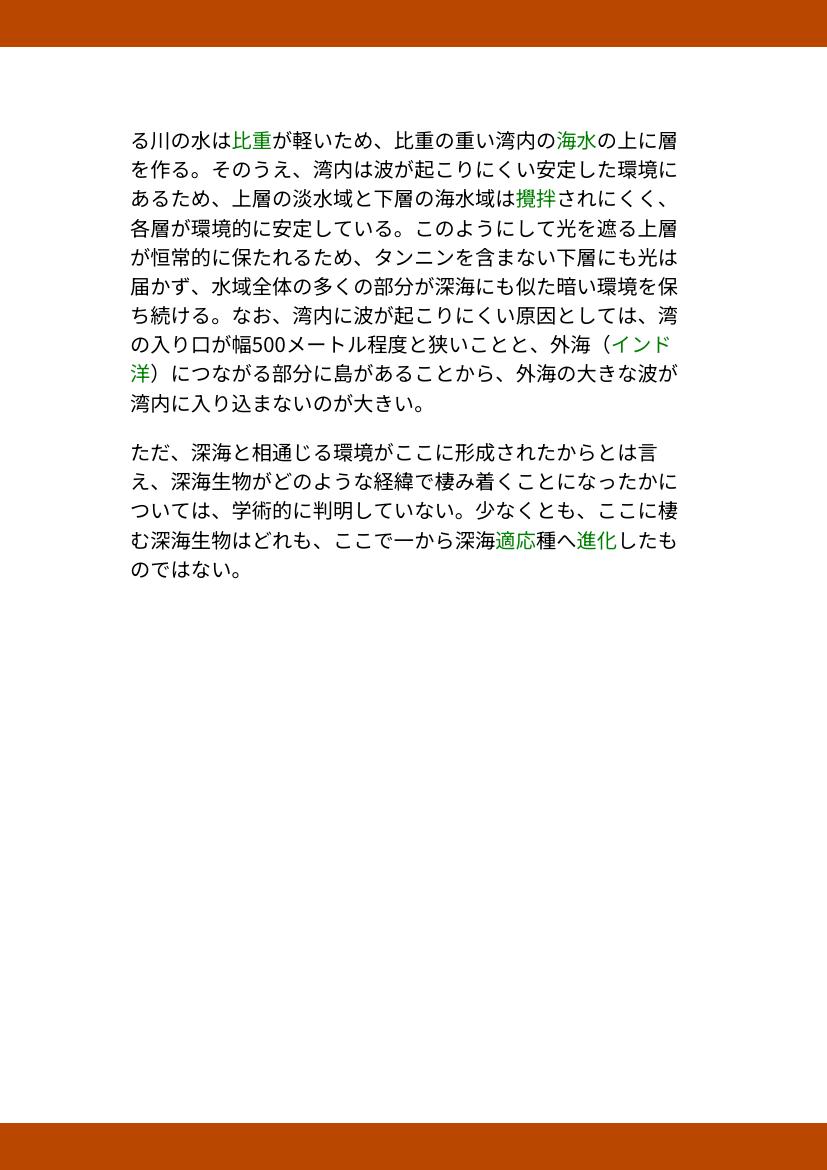 る川の水は比重が軽いため、比重の重い湾内の海水の上に層
を作る。そのうえ、湾内は波が起こりにくい安定した環境に
あるため、上層の淡水域と下層の海水域は攪拌されにくく、
各層が環境的に安定している。このようにして光を遮る上層
が恒常的に保たれるため、タンニンを含まない下層にも光は
届かず、水域全体の多くの部分が深海にも似た暗い環境を保
ち続ける。なお、湾内に波が起こりにくい原因としては、湾
の入り口が幅500メートル程度と狭いことと、外海（インド
洋）につながる部分に島があることから、外海の大きな波が
湾内に入り込まないのが大きい。
ただ、深海と相通じる環境がここに形成されたからとは言
え、深海生物がどのような経緯で棲み着くことになったかに
ついては、学術的に判明していない。少なくとも、ここに棲
む深海生物はどれも、ここで一から深海適応種へ進化したも
のではない。